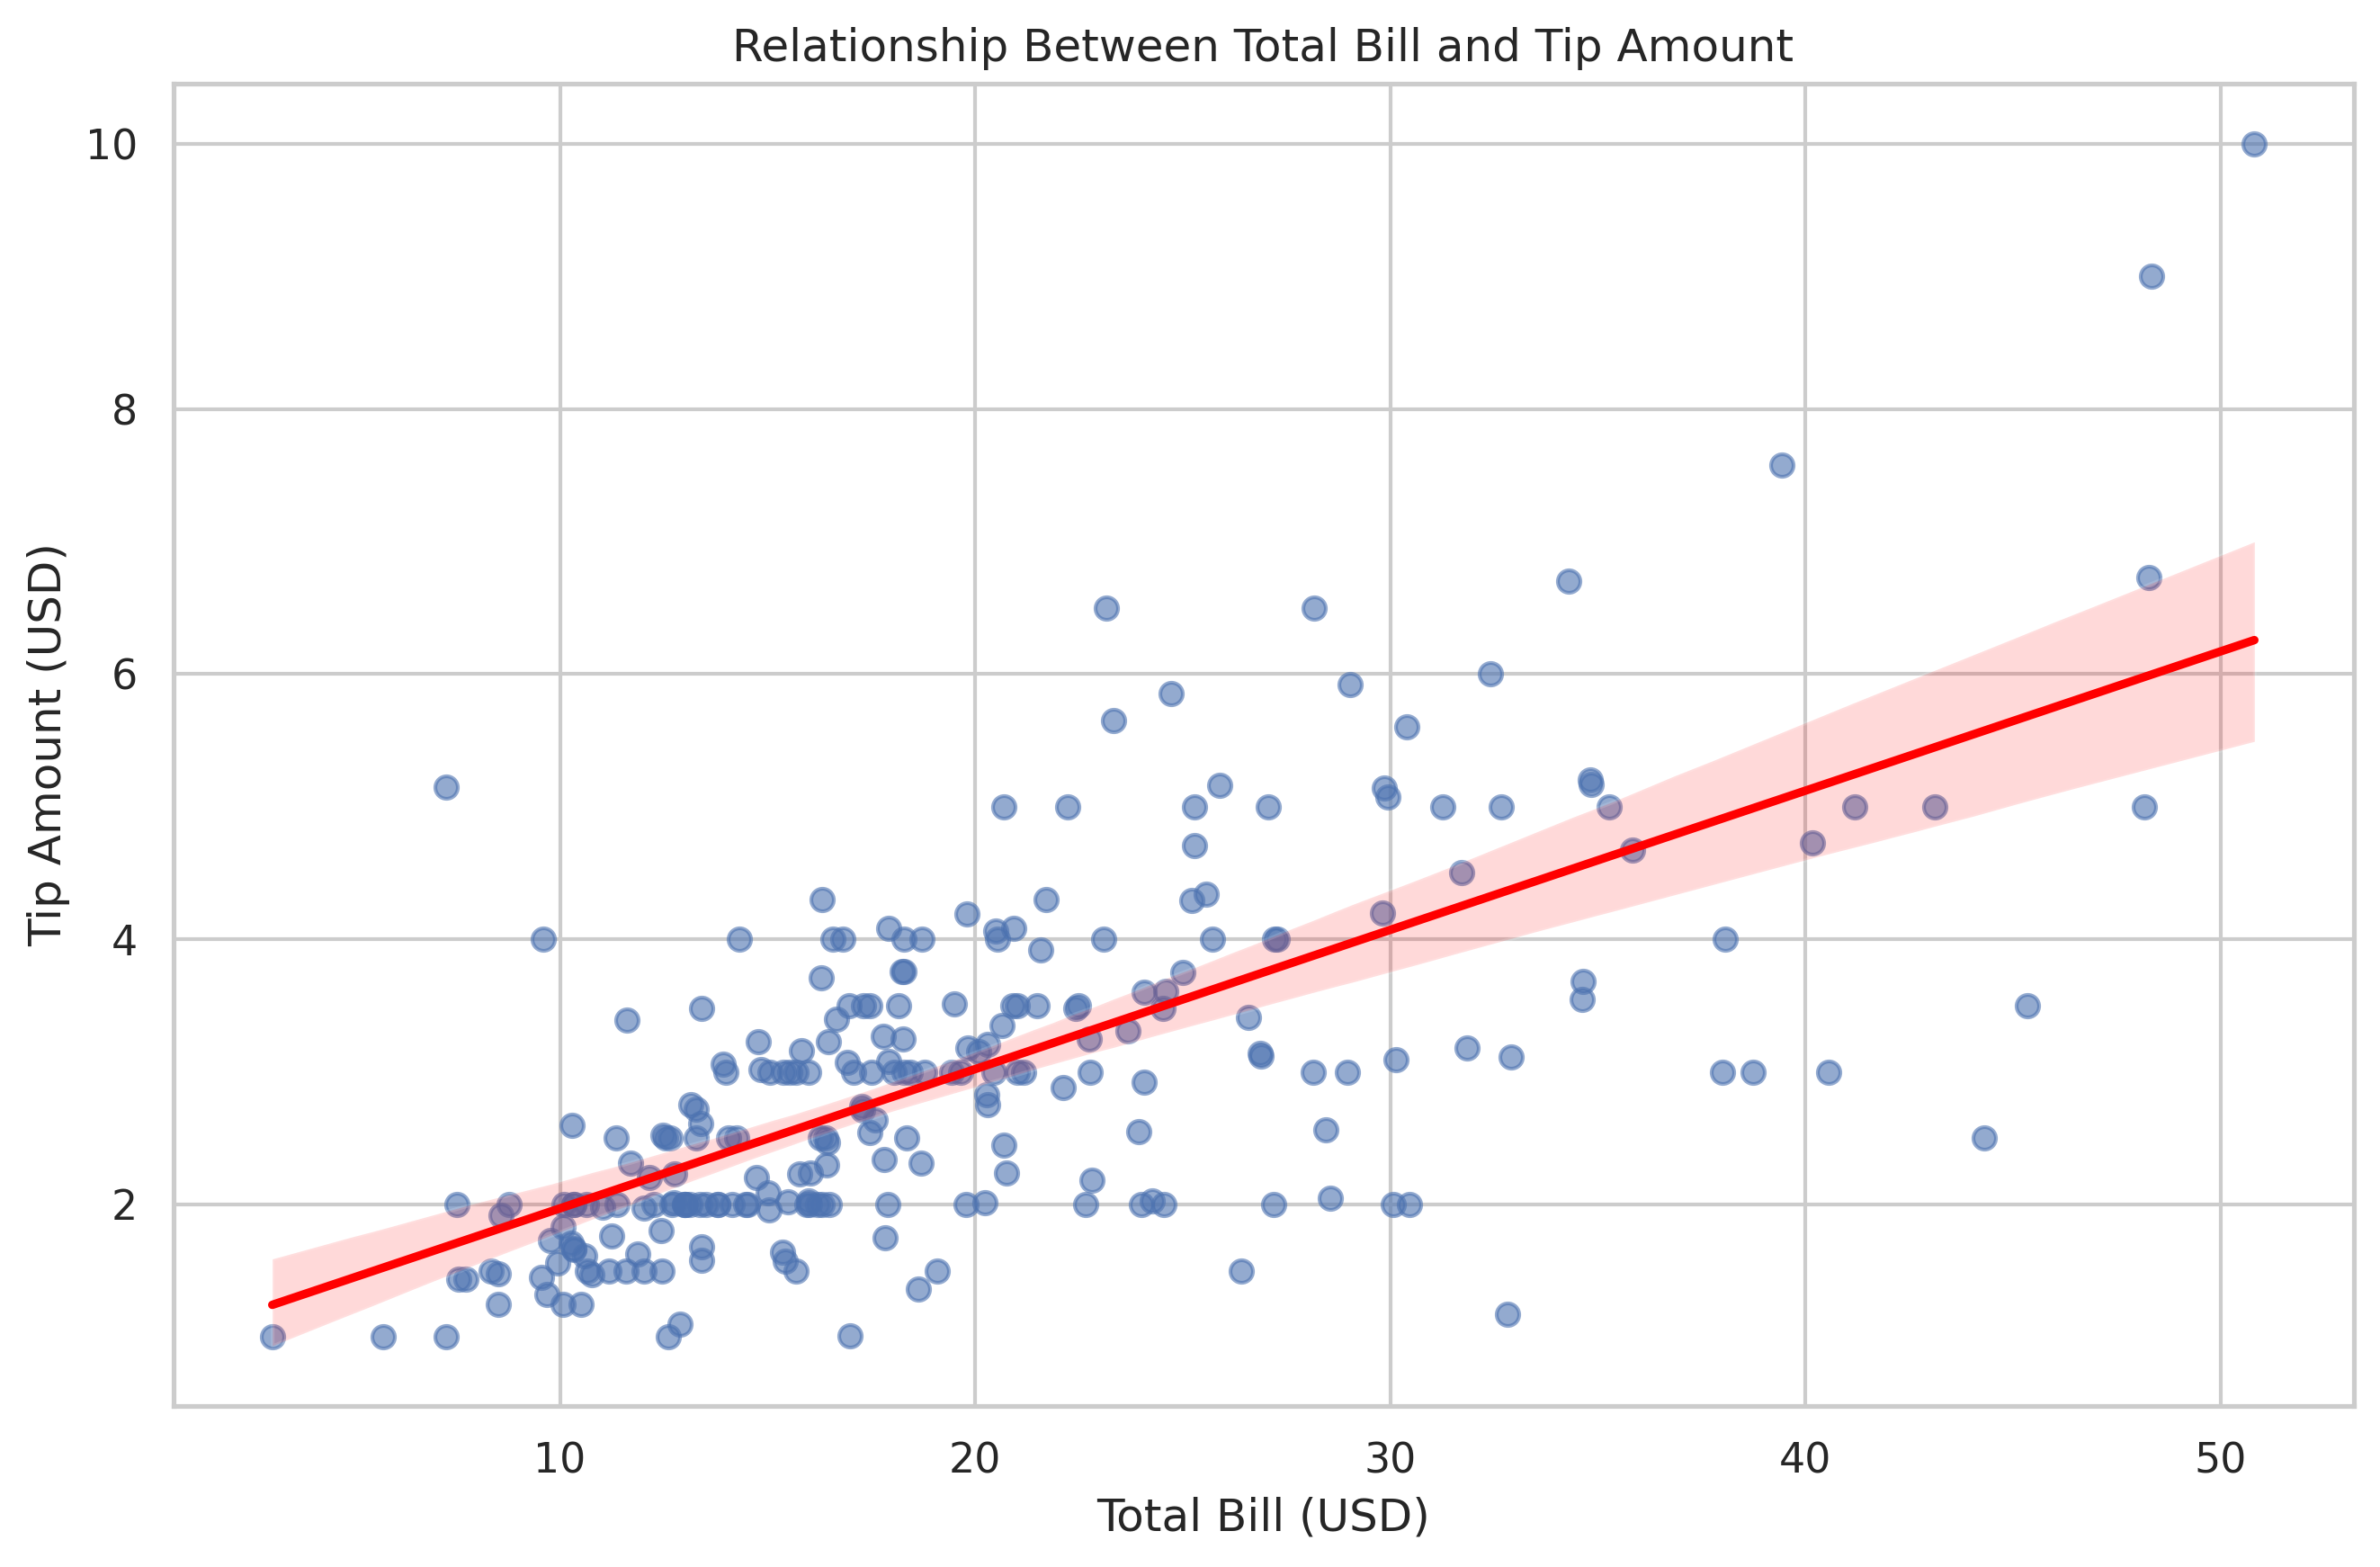 Relationship Between Total Bill and Tip Amount
10
8
6
4
2
Tip Amount (USD)
10 20 30 40 50
Total Bill (USD)